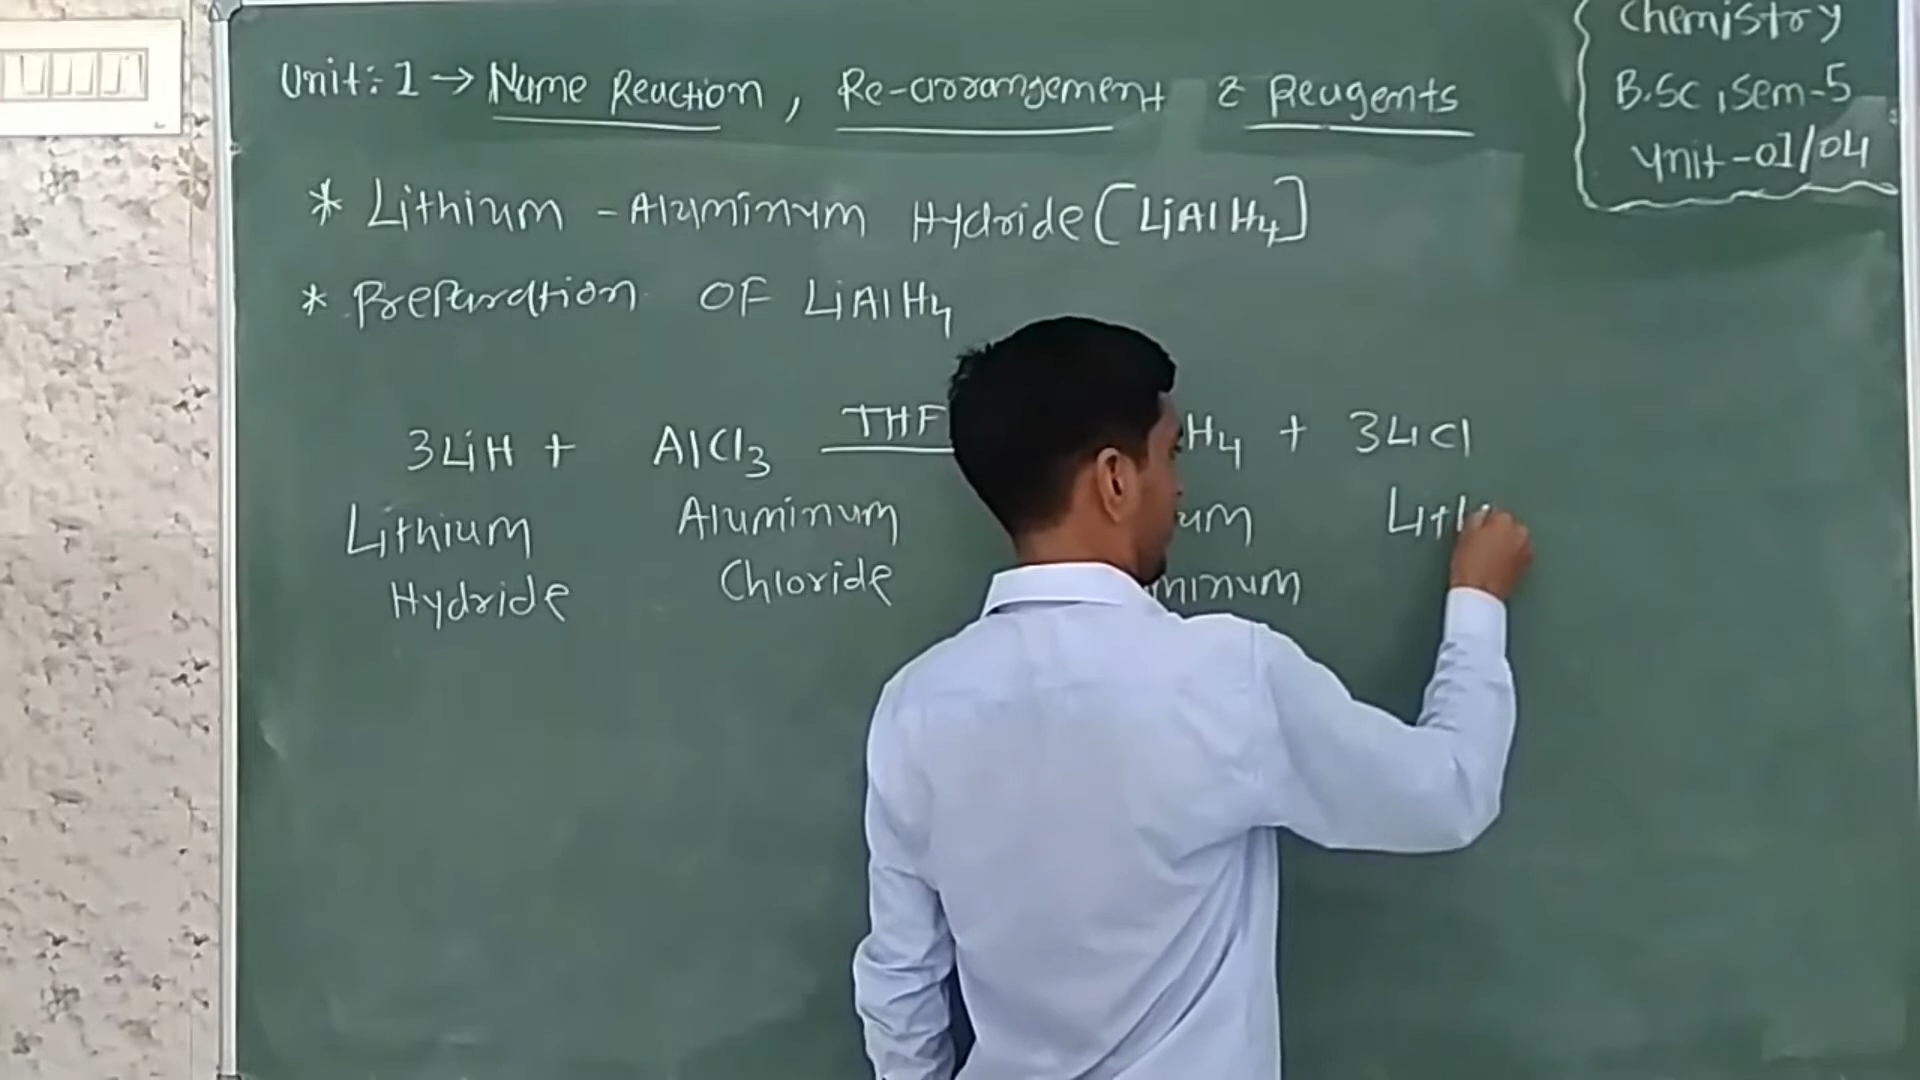 Chemistry
B.Sc, Sem-5
Unit-01/04
Unit:1 → Name Reaction, Re-arrangement & Reagents
* Lithium - Aluminum Hydride [LiAlH4]
* Preparation OF LiAlH4
3LiH + AlCl3 THF H4 + 3LiCl
Lithium Aluminum um Lith
Hydride Chloride minum